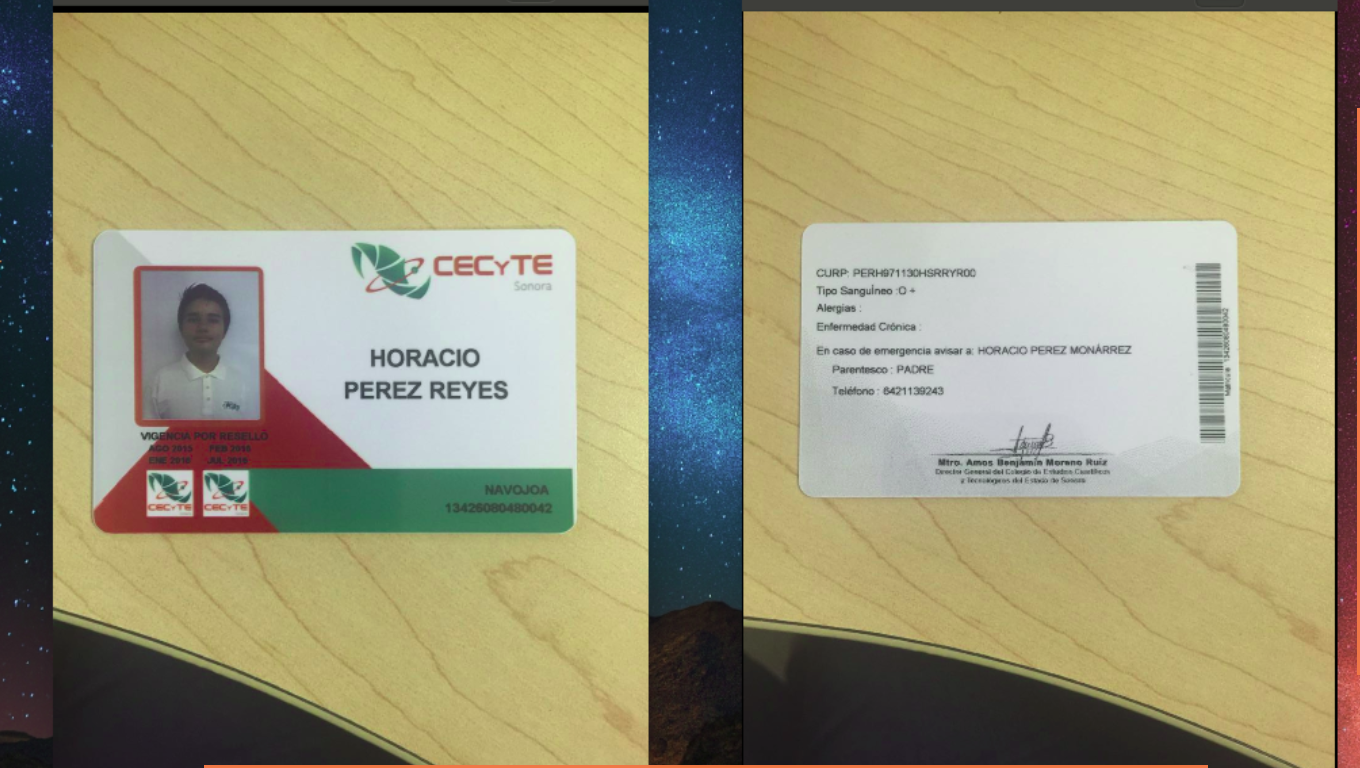 CECyTE
Sonora
HORACIO
PEREZ REYES
VIGENCIA POR RESELLO
AGO 2015 FEB 2016
ENE 2016 JUL 2016
CECyTE CECyTE
NAVOJOA
13426080480042
CURP: PERH971130HSRRYR00
Tipo Sanguíneo :O +
Alergias :
Enfermedad Crónica :
En caso de emergencia avisar a: HORACIO PEREZ MONÁRREZ
Parentesco : PADRE
Teléfono : 6421139243
Mtro. Amos Benjamín Moreno Ruíz
Director General del Colegio de Estudios Científicos
y Tecnológicos del Estado de Sonora
Matrícula 13426080480042